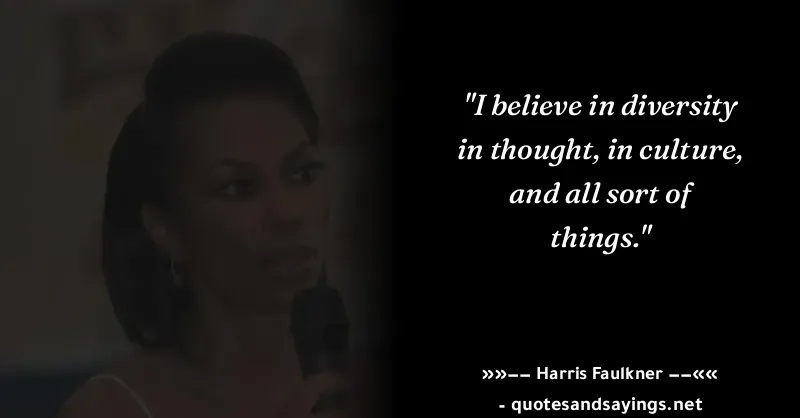 "I believe in diversity
in thought, in culture,
and all sort of
things."
»»–– Harris Faulkner ––««
- quotesandsayings.net